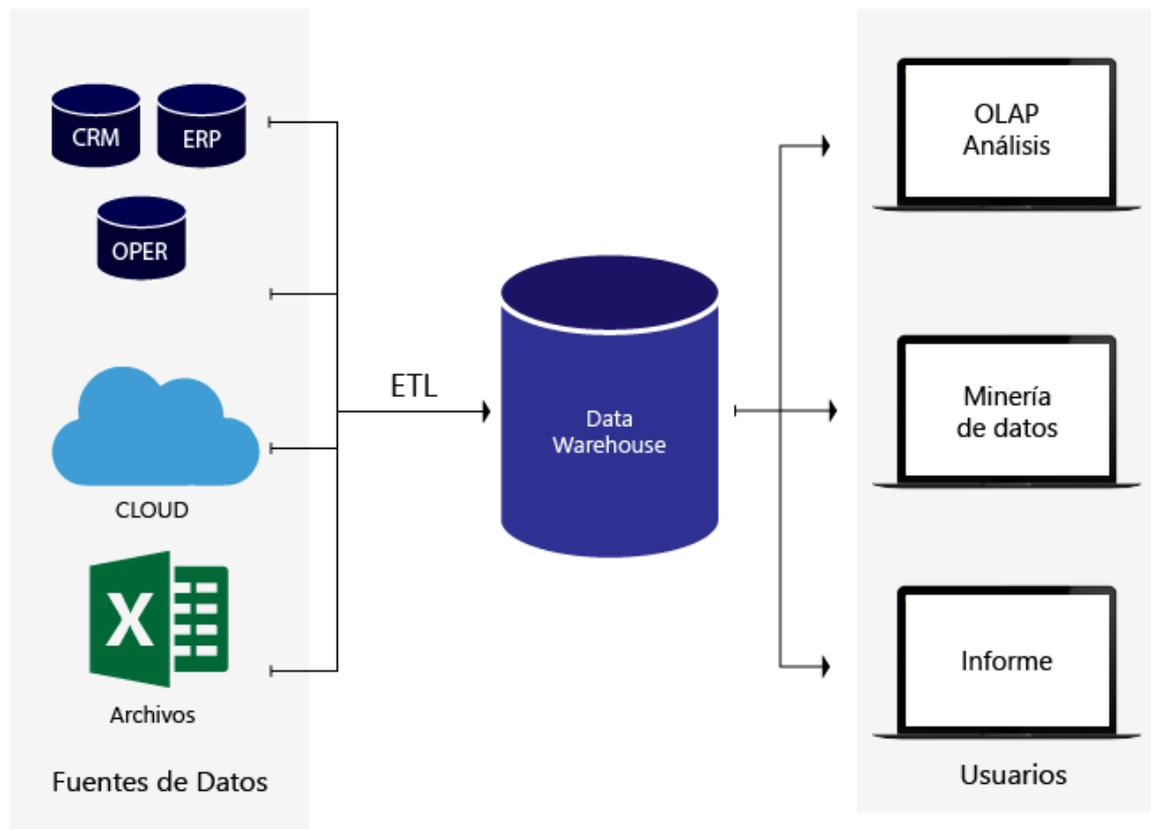 CRM
ERP
OPER
CLOUD
X
Archivos
Fuentes de Datos
ETL
Data
Warehouse
OLAP
Análisis
Minería
de datos
Informe
Usuarios